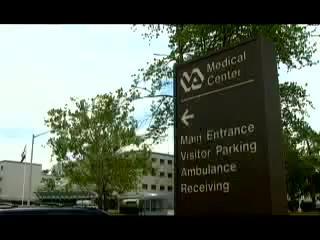 VA Medical
Center
Main Entrance
Visitor Parking
Ambulance
Receiving